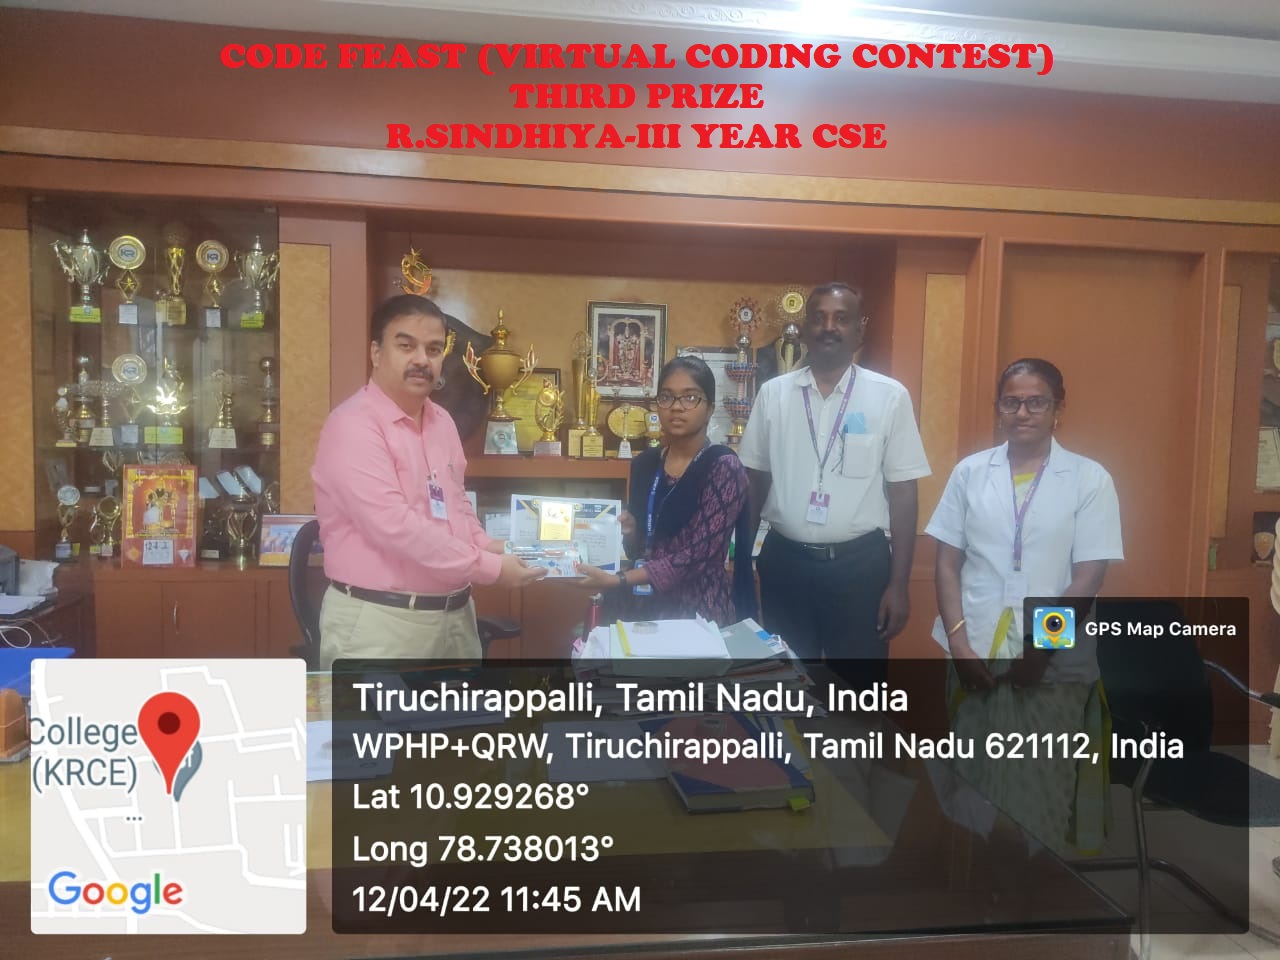 CODE FEAST (VIRTUAL CODING CONTEST)
THIRD PRIZE
R.SINDHIYA-III YEAR CSE
GPS Map Camera
College
(KRCE)
...
Google
Tiruchirappalli, Tamil Nadu, India
WPHP+QRW, Tiruchirappalli, Tamil Nadu 621112, India
Lat 10.929268°
Long 78.738013°
12/04/22 11:45 AM